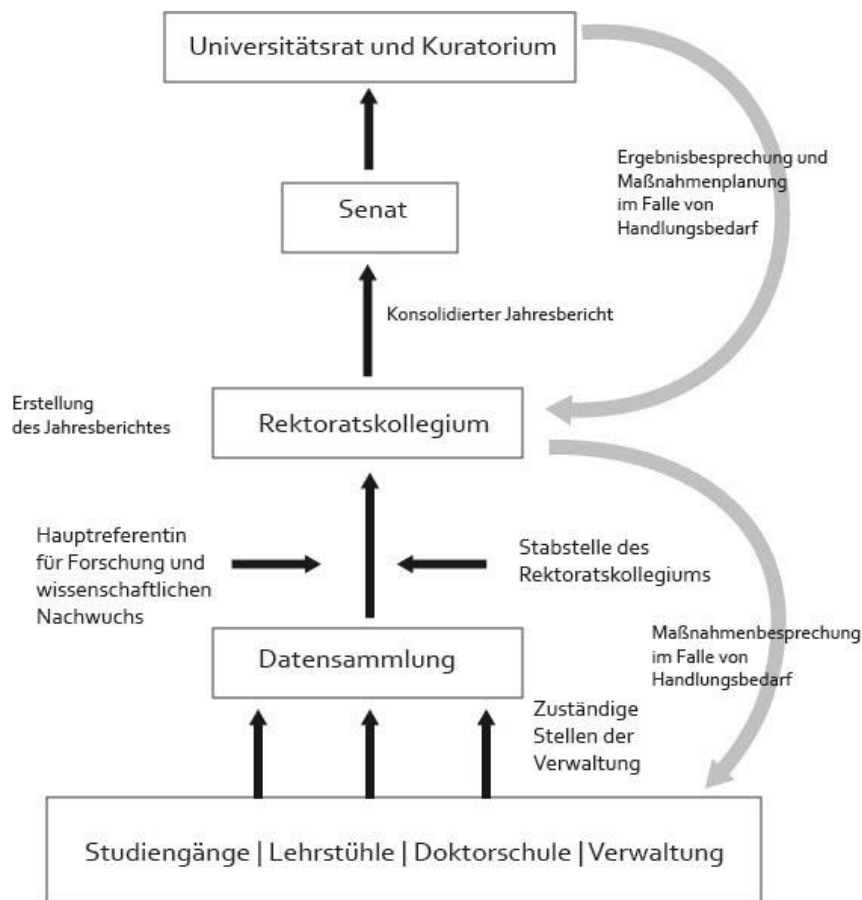 Universitätsrat und Kuratorium
Ergebnisbesprechung und
Maßnahmenplanung
im Falle von
Handlungsbedarf
Senat
Konsolidierter Jahresbericht
Erstellung
des Jahresberichtes
Rektoratskollegium
Hauptreferentin
für Forschung und
wissenschaftlichen
Nachwuchs
Stabstelle des
Rektoratskollegiums
Maßnahmenbesprechung
im Falle von
Handlungsbedarf
Datensammlung
Zuständige
Stellen der
Verwaltung
Studiengänge | Lehrstühle | Doktorschule | Verwaltung